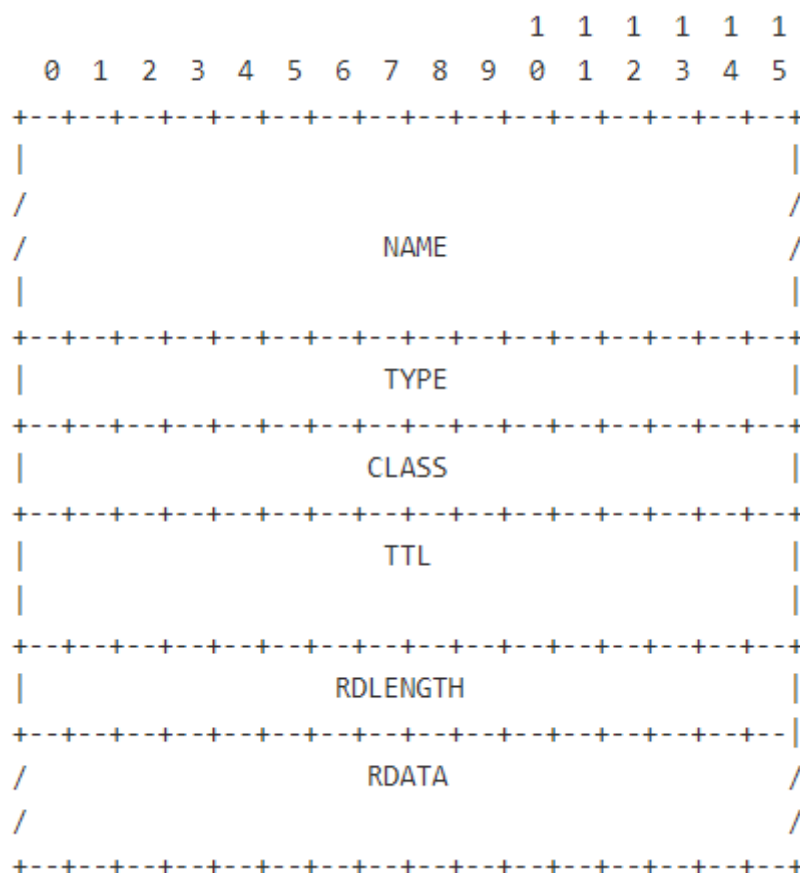 1  1  1  1  1  1
  0  1  2  3  4  5  6  7  8  9  0  1  2  3  4  5
+--+--+--+--+--+--+--+--+--+--+--+--+--+--+--+--+
|                                               |
/                                               /
/                      NAME                     /
|                                               |
+--+--+--+--+--+--+--+--+--+--+--+--+--+--+--+--+
|                      TYPE                     |
+--+--+--+--+--+--+--+--+--+--+--+--+--+--+--+--+
|                     CLASS                     |
+--+--+--+--+--+--+--+--+--+--+--+--+--+--+--+--+
|                      TTL                      |
|                                               |
+--+--+--+--+--+--+--+--+--+--+--+--+--+--+--+--+
|                   RDLENGTH                    |
+--+--+--+--+--+--+--+--+--+--+--+--+--+--+--+--|
/                     RDATA                     /
/                                               /
+--+--+--+--+--+--+--+--+--+--+--+--+--+--+--+--+